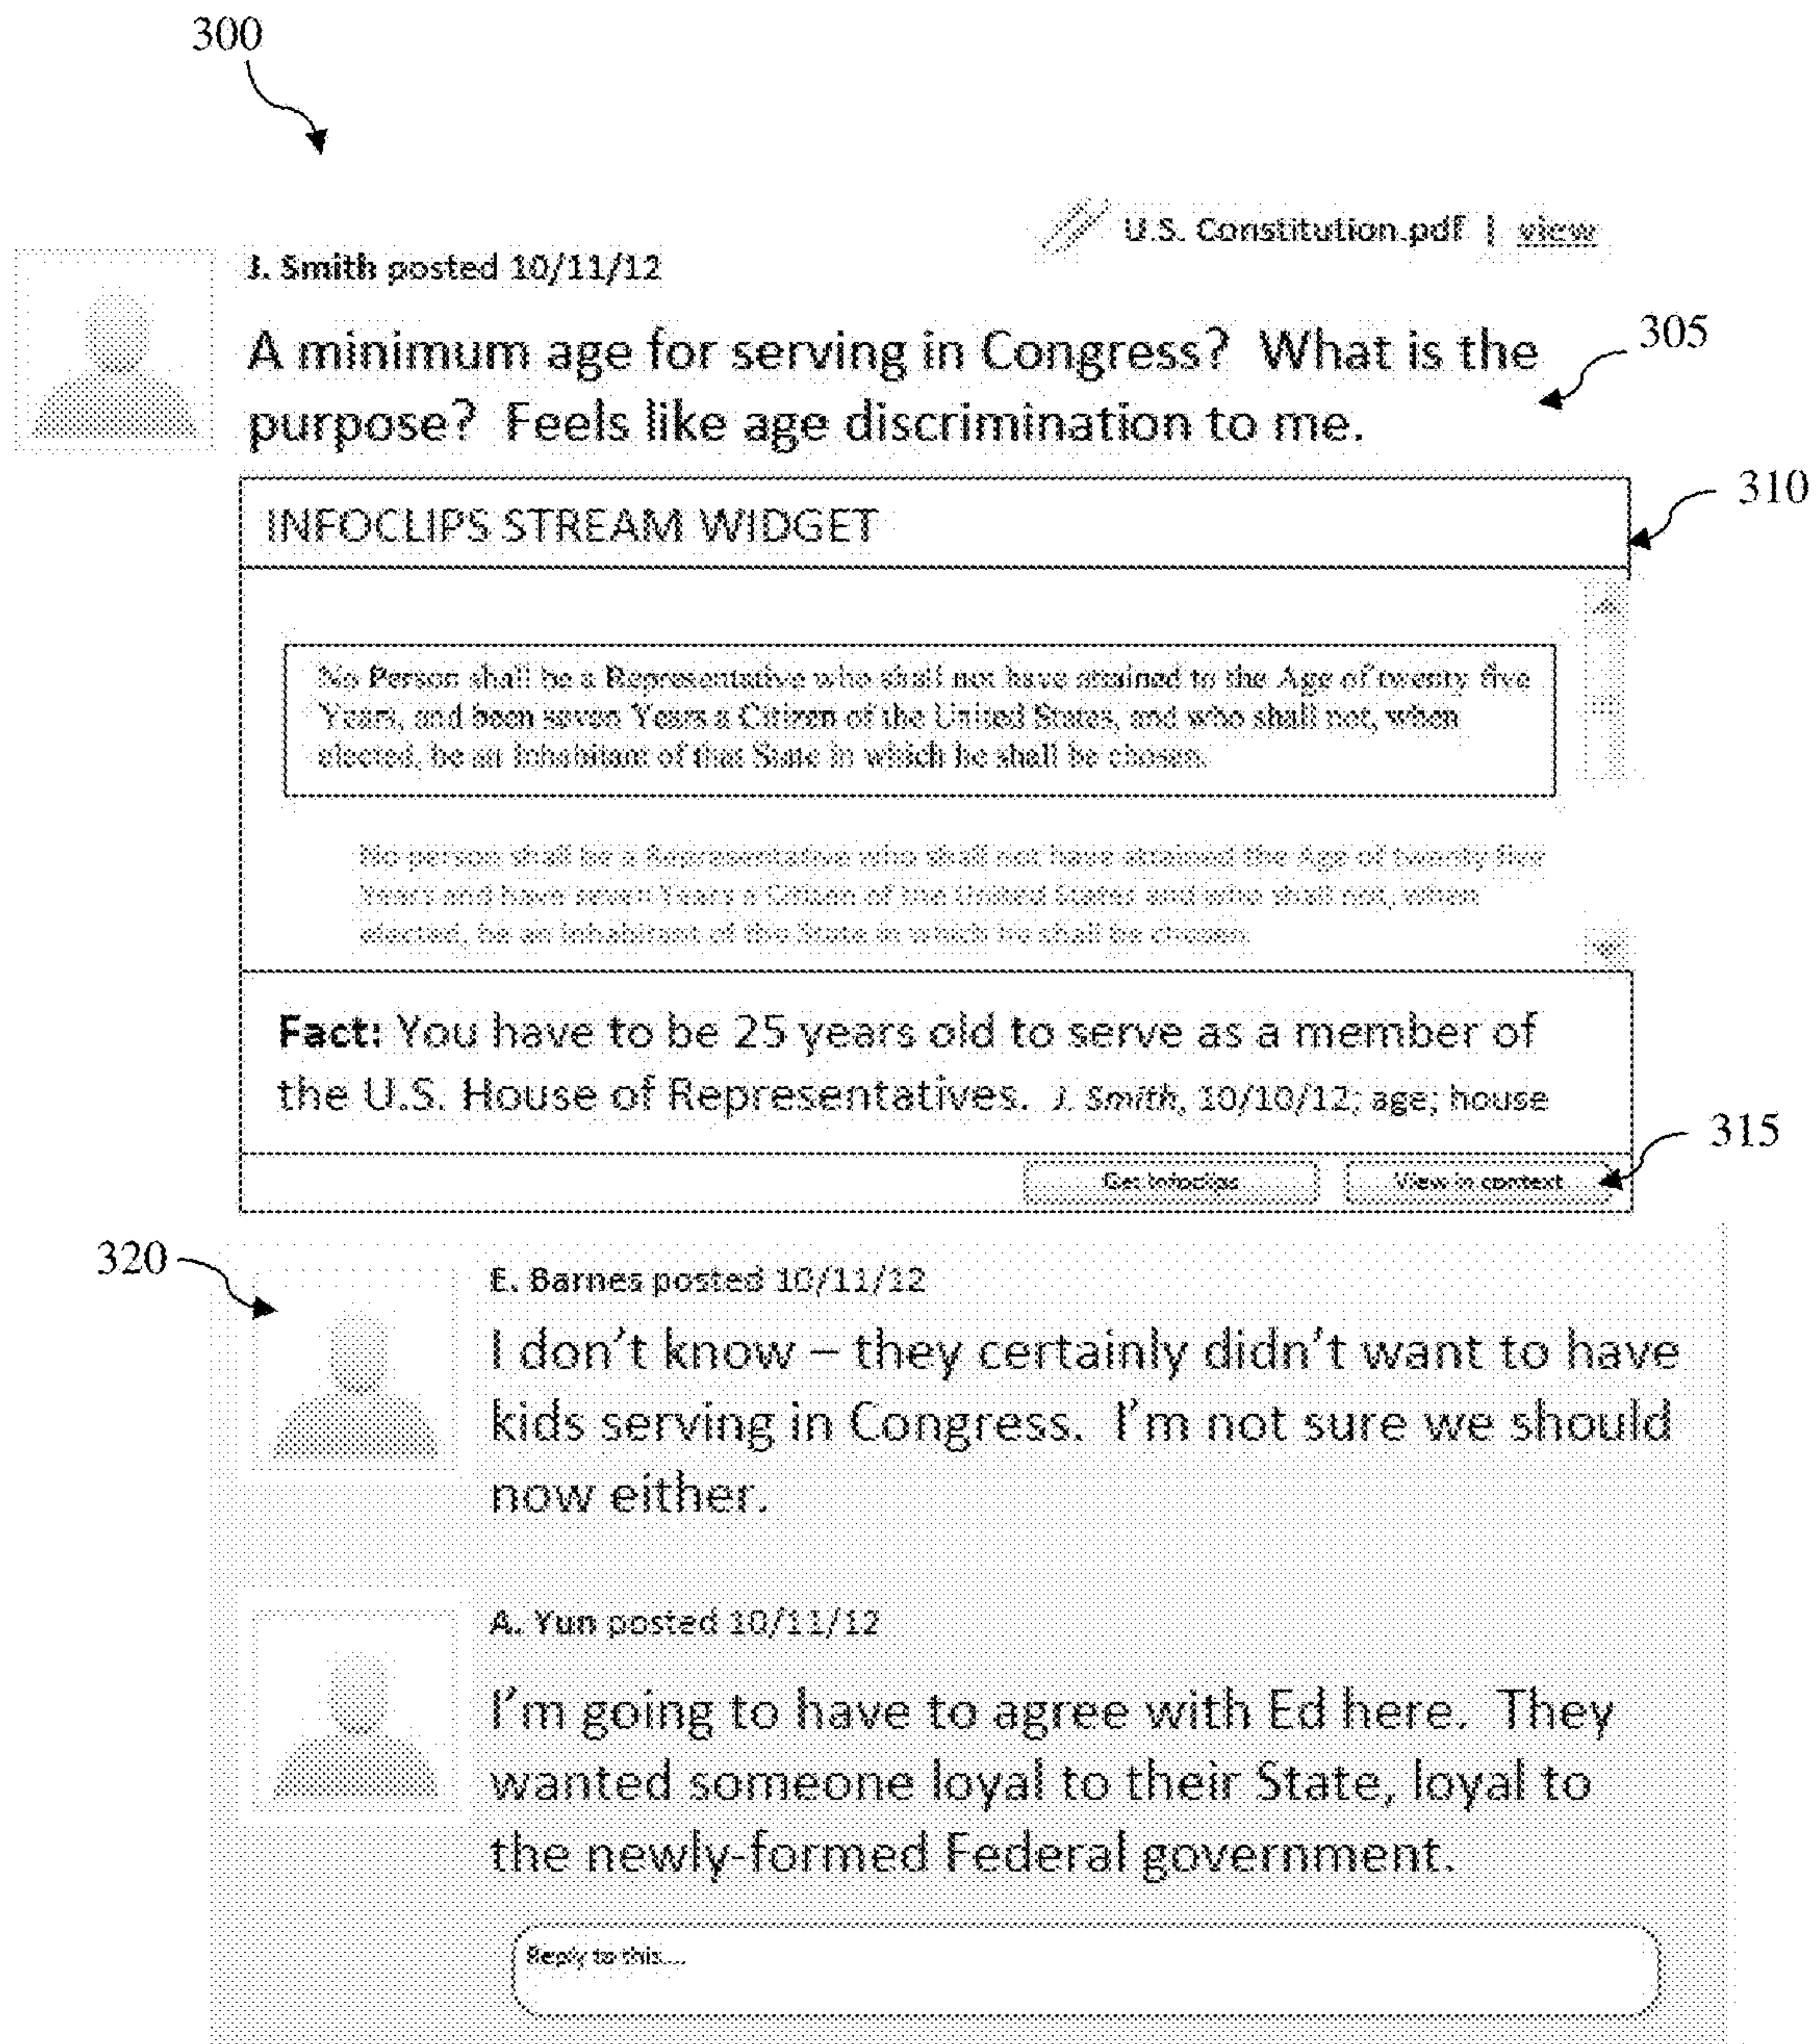 300
U.S. Constitution.pdf | view
J. Smith posted 10/11/12
A minimum age for serving in Congress?  What is the
purpose?  Feels like age discrimination to me.
305
310
INFOCLIPS STREAM WIDGET
No Person shall be a Representative who shall not have attained to the Age of twenty five
Years, and been seven Years a Citizen of the United States, and who shall not, when
elected, be an Inhabitant of that State in which he shall be chosen.
No person shall be a Representative who shall not have attained the Age of twenty five
Years and have seven Years a Citizen of the United States and who shall not, when
elected, be an inhabitant of the State in which he shall be chosen
Fact: You have to be 25 years old to serve as a member of
the U.S. House of Representatives.  J. Smith, 10/10/12; age; house
315
Get Infoclips View in context
320
E. Barnes posted 10/11/12
I don't know – they certainly didn't want to have
kids serving in Congress.  I'm not sure we should
now either.
A. Yun posted 10/11/12
I'm going to have to agree with Ed here.  They
wanted someone loyal to their State, loyal to
the newly-formed Federal government.
Reply to this...